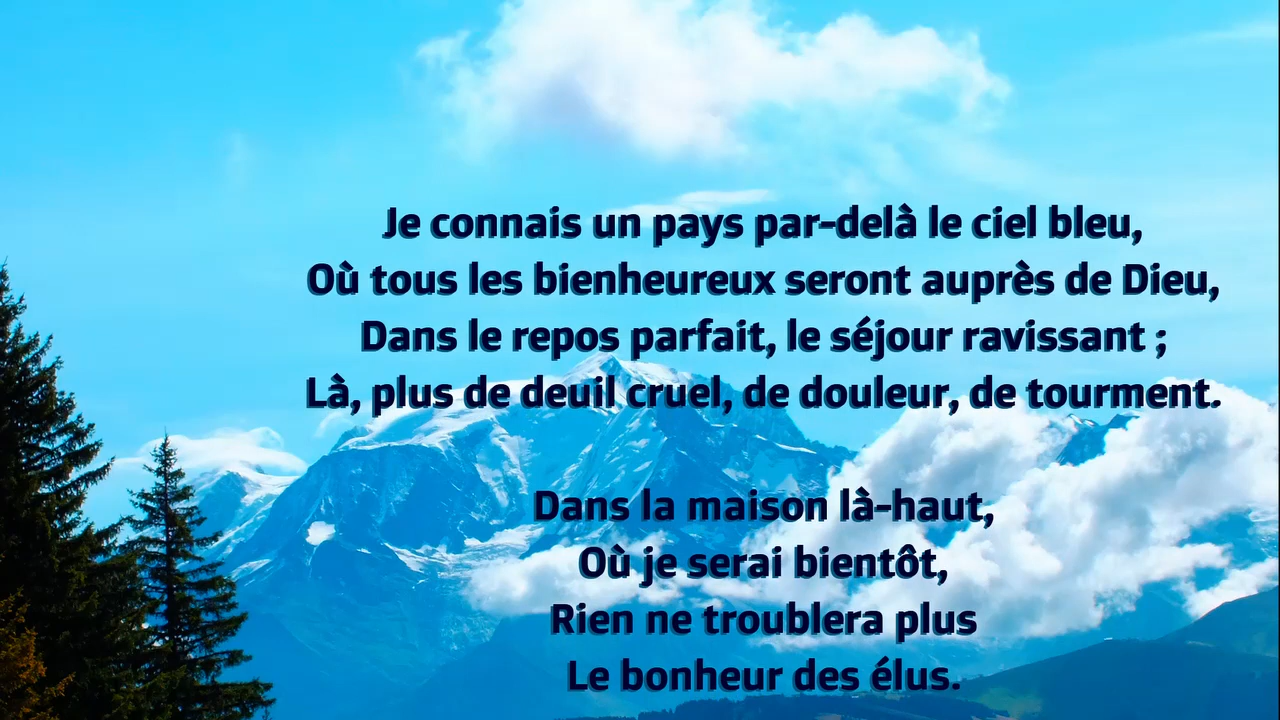 Je connais un pays par-delà le ciel bleu,
Où tous les bienheureux seront auprès de Dieu,
Dans le repos parfait, le séjour ravissant ;
Là, plus de deuil cruel, de douleur, de tourment.
Dans la maison là-haut,
Où je serai bientôt,
Rien ne troublera plus
Le bonheur des élus.